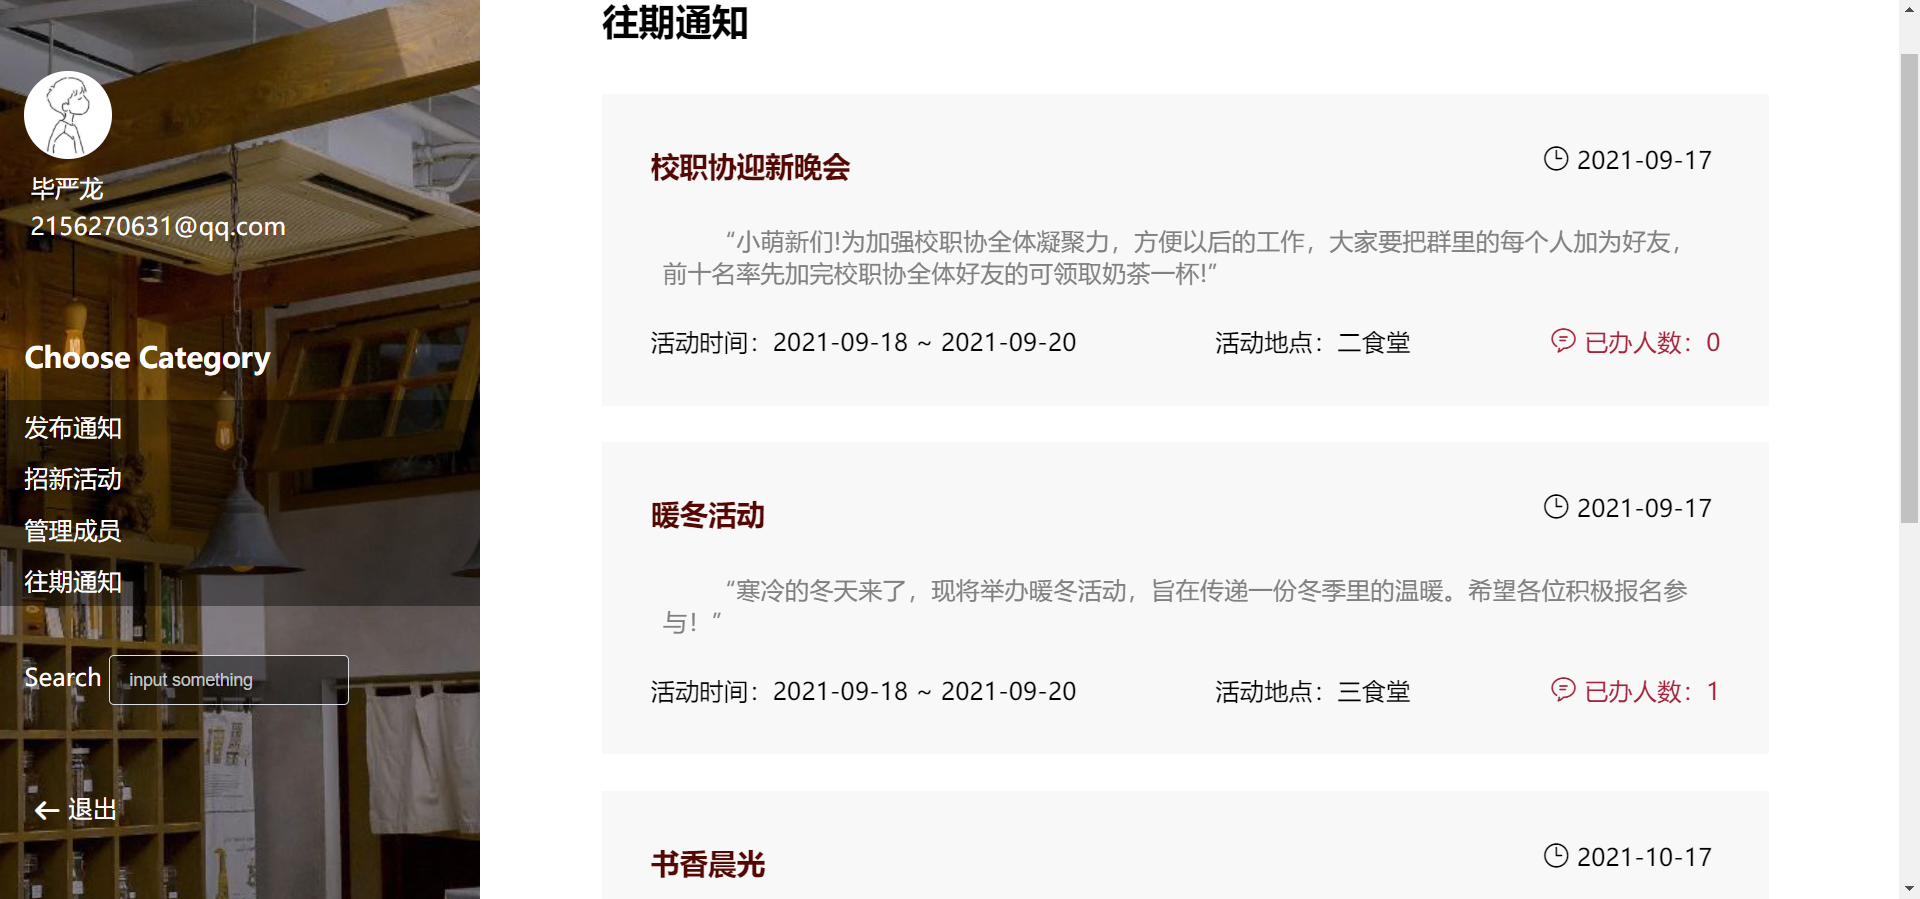 毕严龙
2156270631@qq.com
Choose Category
发布通知
招新活动
管理成员
往期通知
Search input something
退出
往期通知
校职协迎新晚会 2021-09-17
“小萌新们!为加强校职协全体凝聚力，方便以后的工作，大家要把群里的每个人加为好友，
前十名率先加完校职协全体好友的可领取奶茶一杯!”
活动时间：2021-09-18 ~ 2021-09-20 活动地点：二食堂 已办人数：0
暖冬活动 2021-09-17
“寒冷的冬天来了，现将举办暖冬活动，旨在传递一份冬季里的温暖。希望各位积极报名参
与！”
活动时间：2021-09-18 ~ 2021-09-20 活动地点：三食堂 已办人数：1
书香晨光 2021-10-17